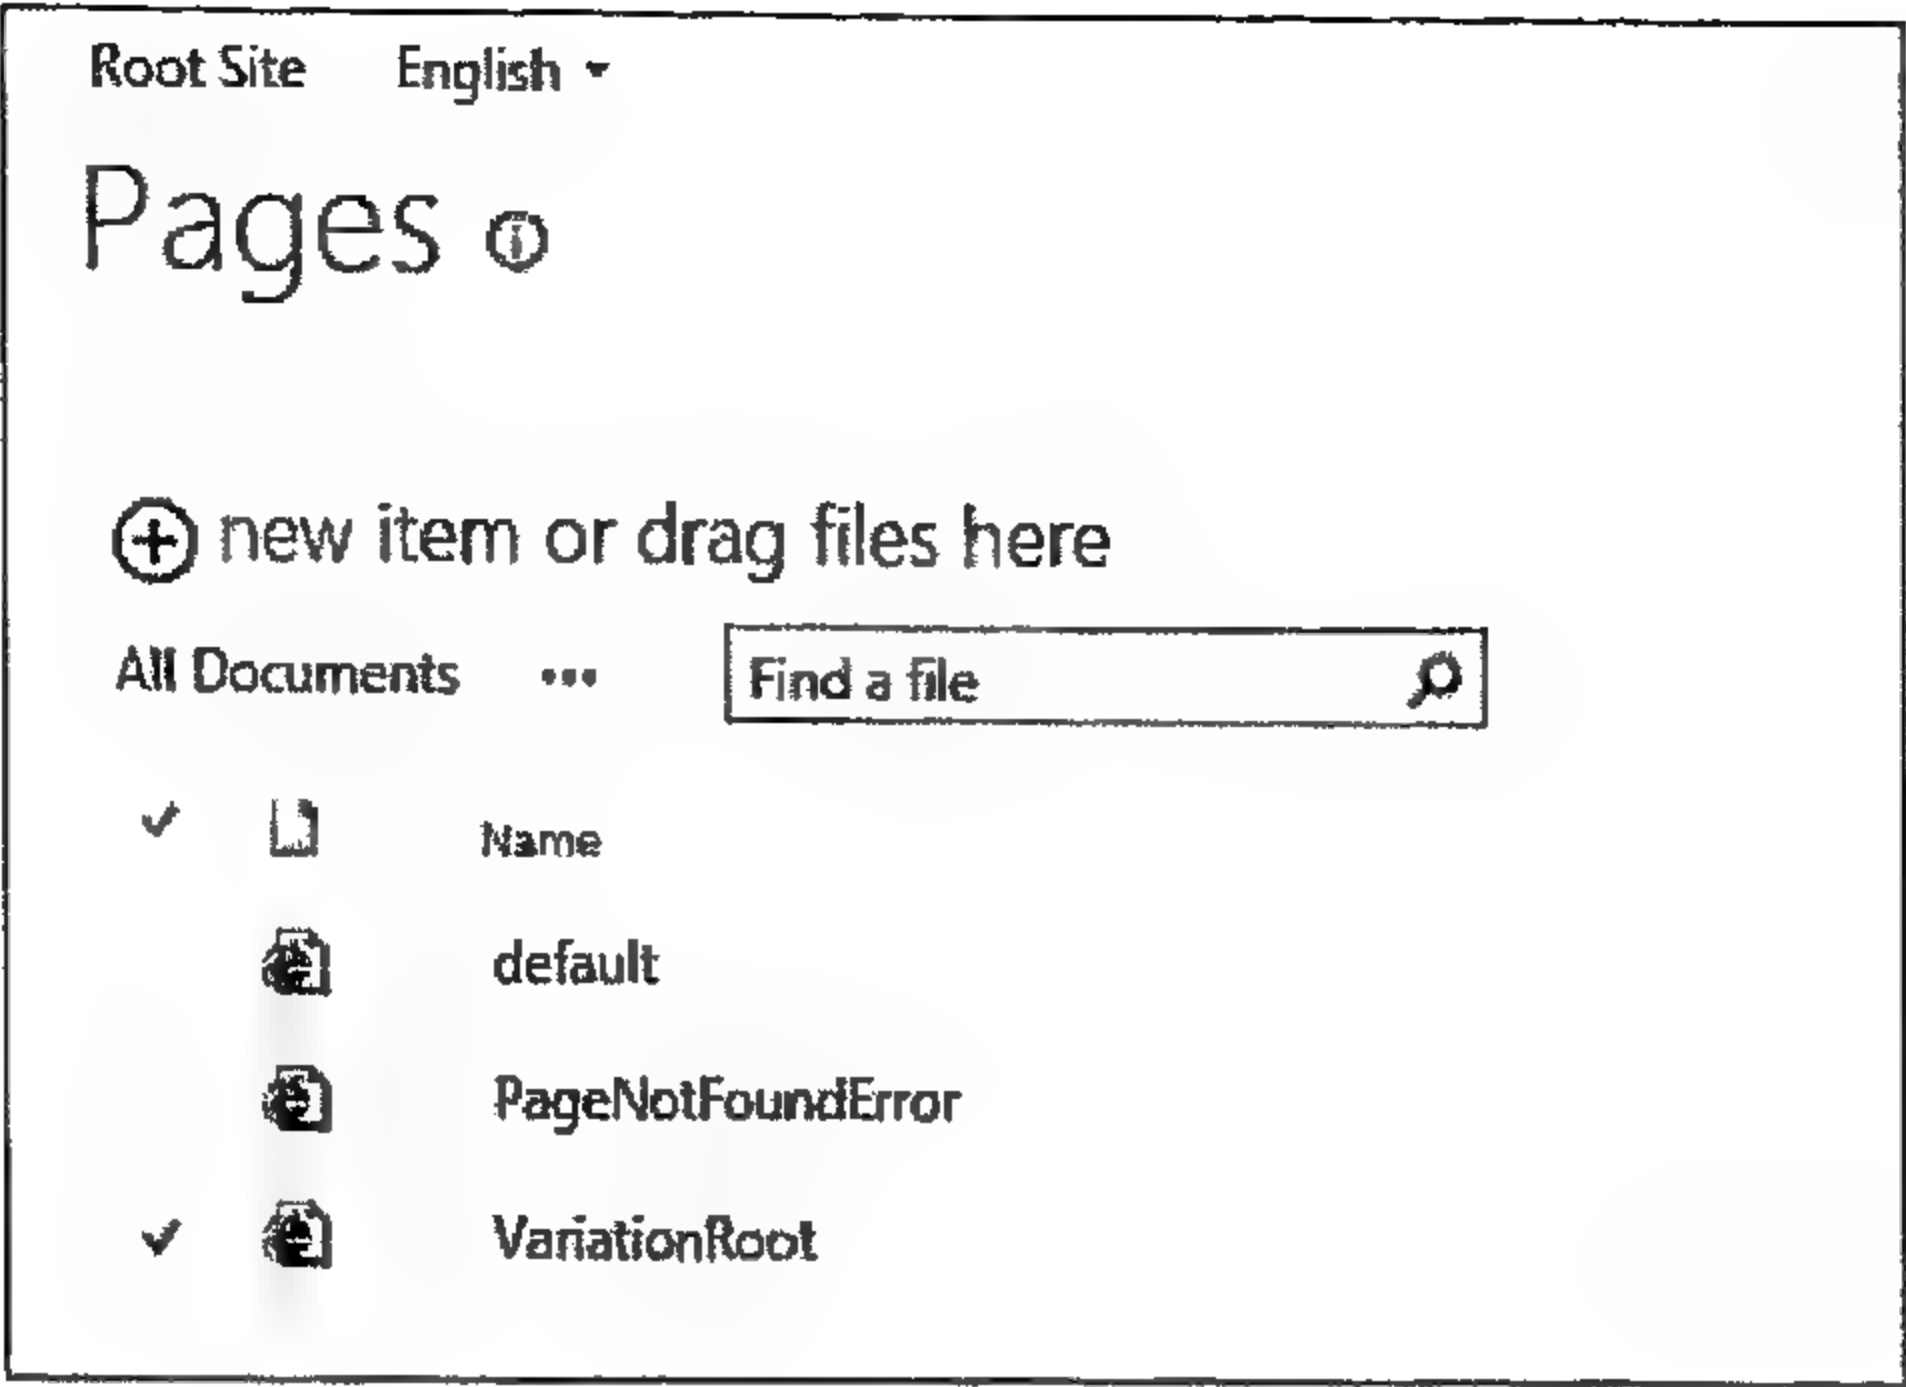 Root Site English
Pages
new item or drag files here
All Documents ... Find a file
Name
default
PageNotFoundError
VariationRoot